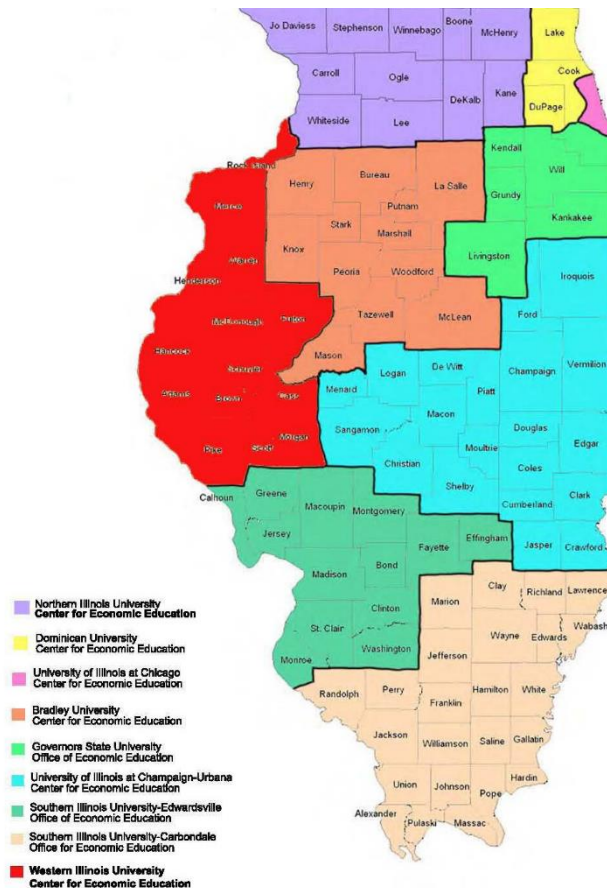 Jo Daviess Stephenson Winnebago Boone McHenry Lake
Carroll Ogle Cook
DeKalb Kane DuPage
Whiteside Lee
Kendall Will
Rock Island
Henry Bureau La Salle
Grundy
Putnam
Mercer
Stark
Kankakee
Knox Marshall
Warren
Livingston
Henderson
Peoria Woodford
Iroquois
McDonough Fulton
Tazewell McLean
Ford
Hancock
Mason
Schuyler
Logan De Witt
Champaign Vermilion
Adams Brown Cass
Menard
Piatt
Macon
Sangamon
Douglas
Pike Scott Morgan
Moultrie
Edgar
Christian
Coles
Shelby
Calhoun Greene
Cumberland Clark
Macoupin Montgomery
Jersey
Effingham
Fayette
Jasper Crawford
Bond
Madison
Clay Richland Lawrence
Marion
Clinton
Wabash
St. Clair
Wayne Edwards
Washington
Jefferson
Monroe
Randolph Perry
Hamilton White
Franklin
Jackson Williamson Saline Gallatin
Hardin
Union Johnson Pope
Alexander
Pulaski Massac
Northern Illinois University
Center for Economic Education
Dominican University
Center for Economic Education
University of Illinois at Chicago
Center for Economic Education
Bradley University
Center for Economic Education
Governors State University
Office of Economic Education
University of Illinois at Champaign-Urbana
Center for Economic Education
Southern Illinois University-Edwardsville
Office of Economic Education
Southern Illinois University-Carbondale
Office for Economic Education
Western Illinois University
Center for Economic Education